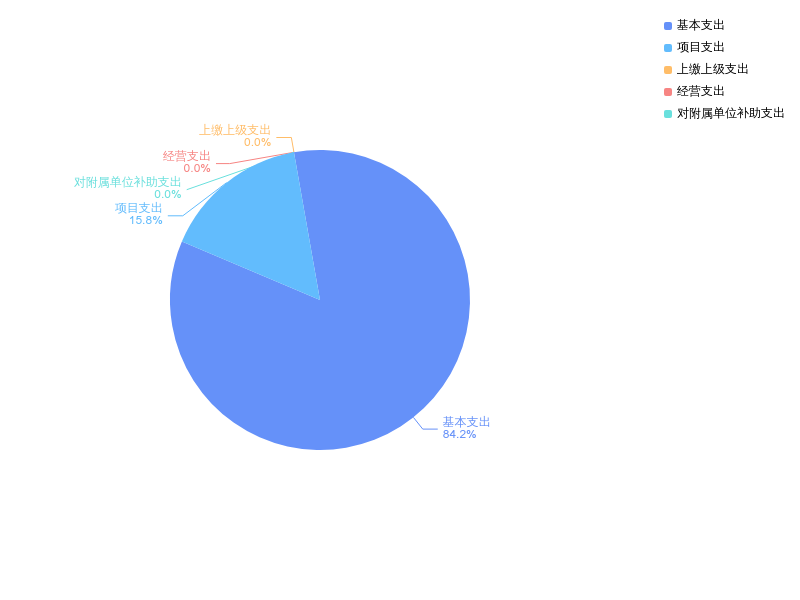 基本支出
项目支出
上缴上级支出
经营支出
对附属单位补助支出
上缴上级支出
0.0%
经营支出
0.0%
对附属单位补助支出
0.0%
项目支出
15.8%
基本支出
84.2%